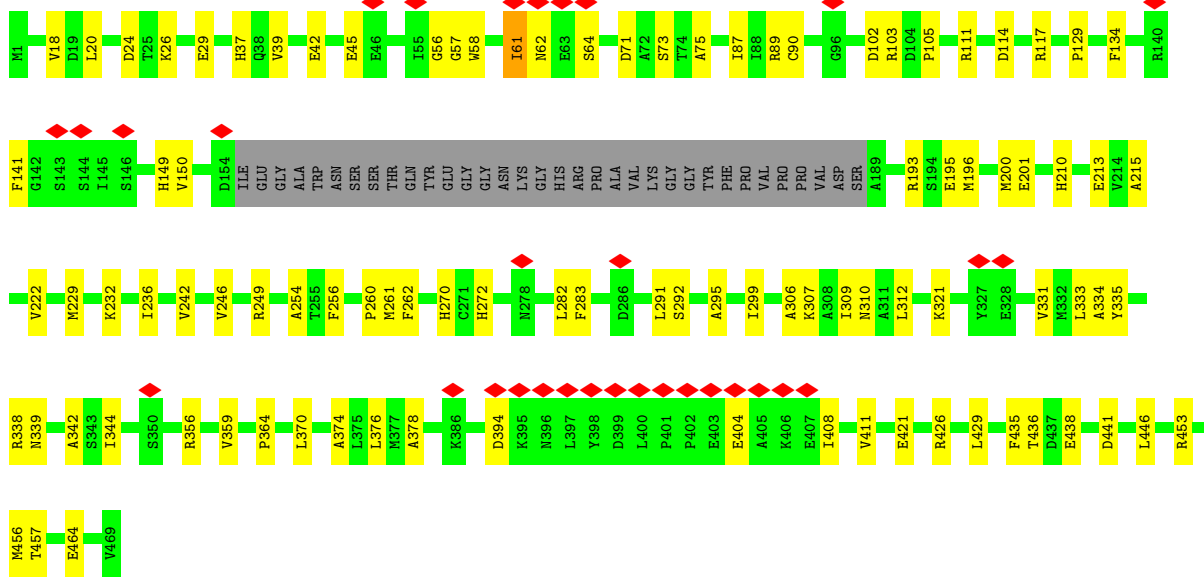 M1 V18 D19 L20 D24 T25 K26 E29 H37 Q38 V39 E42 E45 E46 I55 G56 G57 W58 I61 N62 E63 S64 D71 A72 S73 T74 A75 I87 I88 R89 C90 G96 D102 R103 D104 P105 R111 D114 R117 P129 F134 R140
F141 G142 S143 S144 I145 S146 H149 V150 D154 ILE GLU GLY ALA TRP ASN SER SER THR GLN TYR GLU GLY GLY ASN LYS GLY HIS ARG PRO ALA VAL LYS GLY GLY TYR PHE PRO VAL PRO PRO VAL ASP SER A189 R193 S194 E195 M196 M200 E201 H210 E213 V214 A215
V222 M229 K232 I236 V242 V246 R249 A254 T255 F256 P260 M261 F262 H270 C271 H272 N278 L282 F283 D286 L291 S292 A295 I299 A306 K307 A308 I309 N310 A311 L312 K321 Y327 E328 V331 M332 L333 A334 Y335
R338 N339 A342 S343 I344 S350 R356 V359 P364 L370 A374 L375 L376 M377 A378 K386 D394 K395 N396 L397 Y398 D399 L400 P401 P402 E403 E404 A405 K406 E407 I408 V411 E421 R426 L429 F435 T436 D437 E438 D441 L446 R453
M456 T457 E464 V469